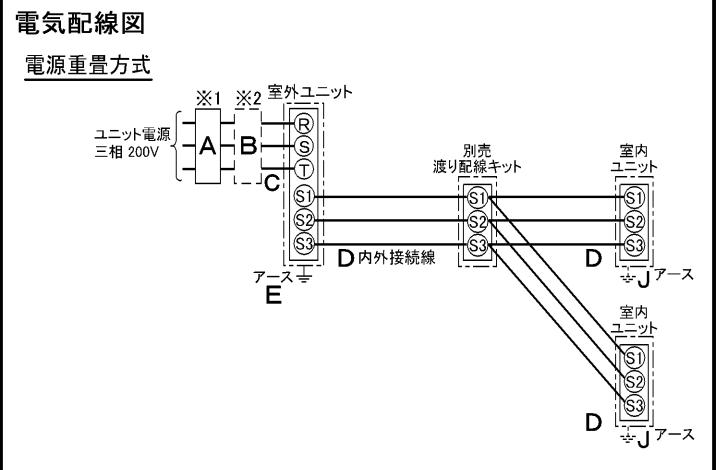 電気配線図
電源重畳方式
※1 ※2 室外ユニット
ユニット電源
三相 200V
A B
R
S
T
C
S1
S2
S3
D 内外接続線
アース
E
別売
渡り配線キット
S1
S2
S3
室内
ユニット
S1
S2
S3
D
J アース
室内
ユニット
S1
S2
S3
D
J アース